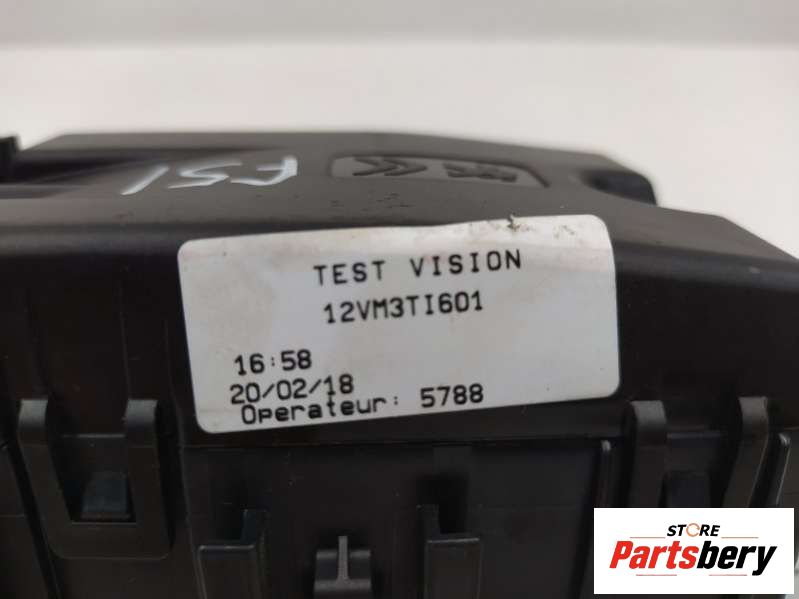 FSI
TEST VISION
12VM3TI601
16:58
20/02/18
Operateur: 5788
STORE
Partsbery